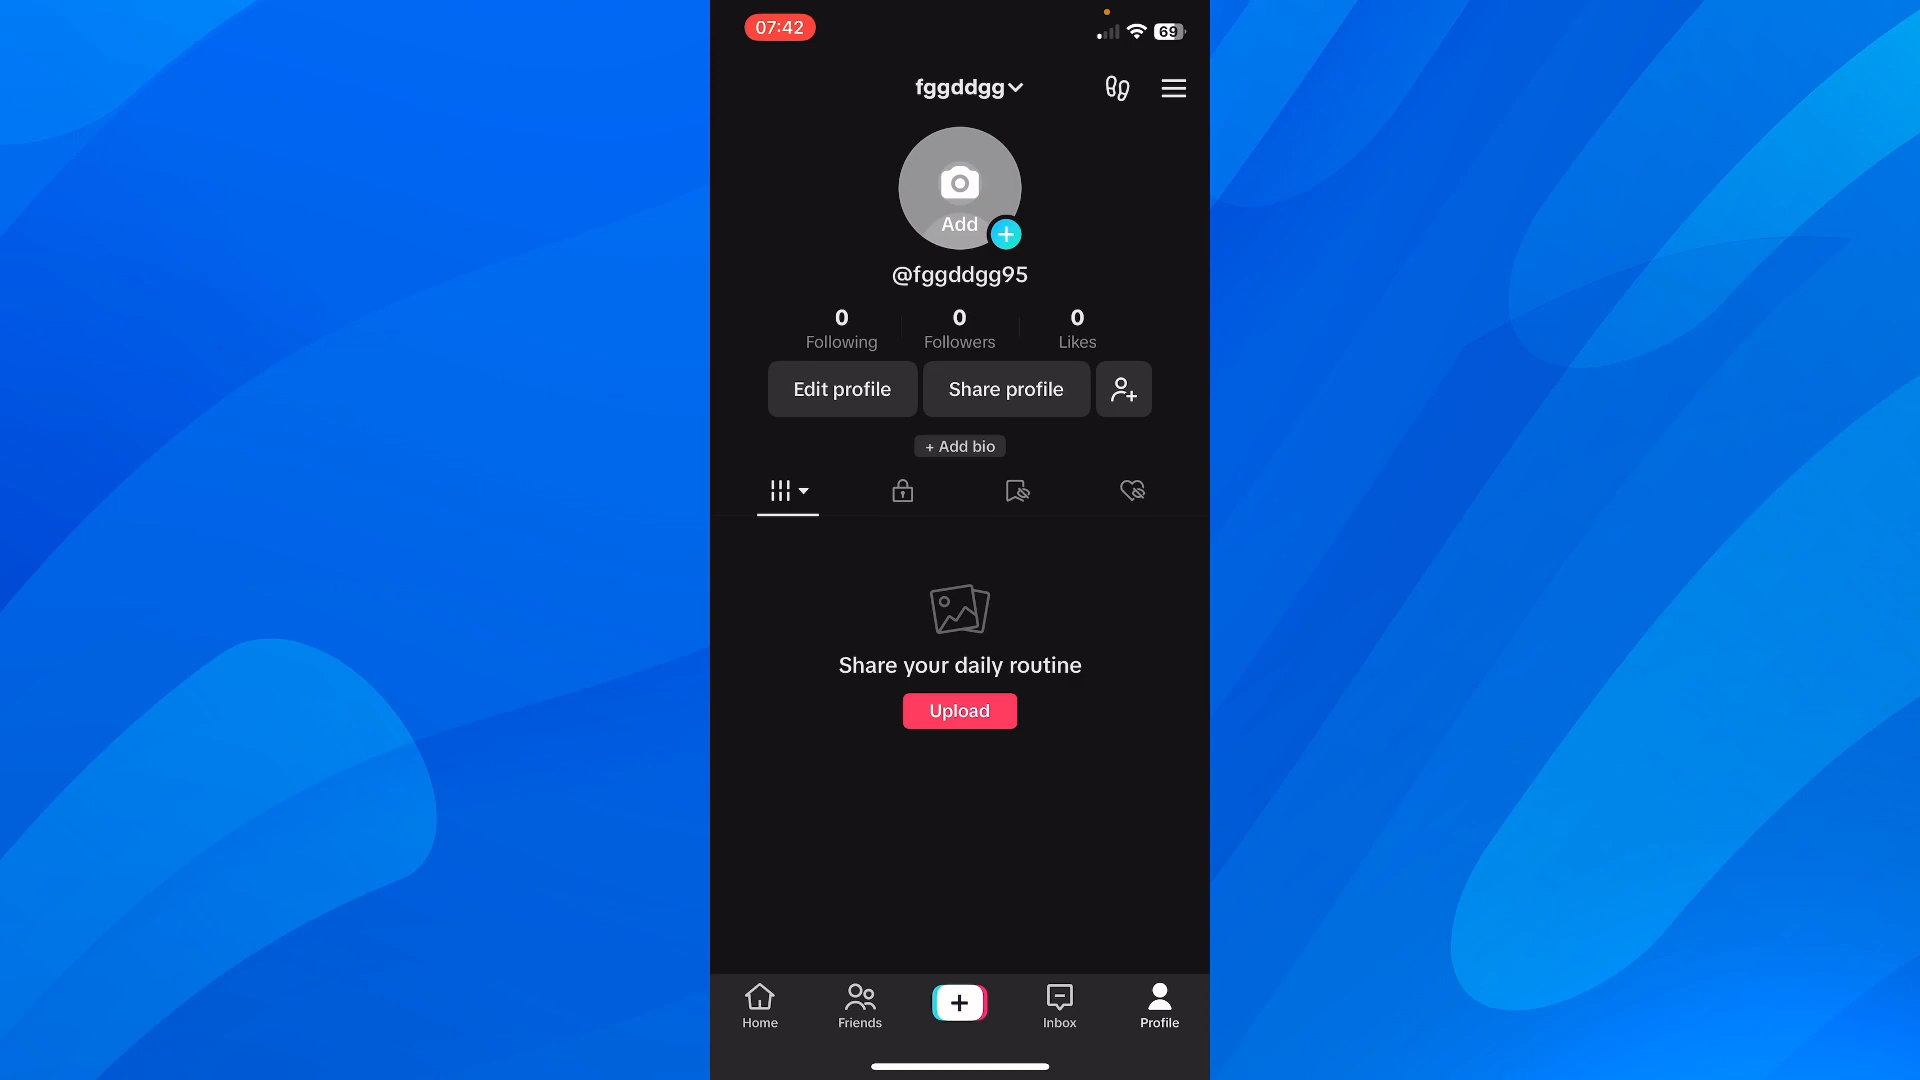 07:42
69
fggddgg
Add
@fggddgg95
0 0 0
Following Followers Likes
Edit profile Share profile
+ Add bio
Share your daily routine
Upload
Home Friends Inbox Profile